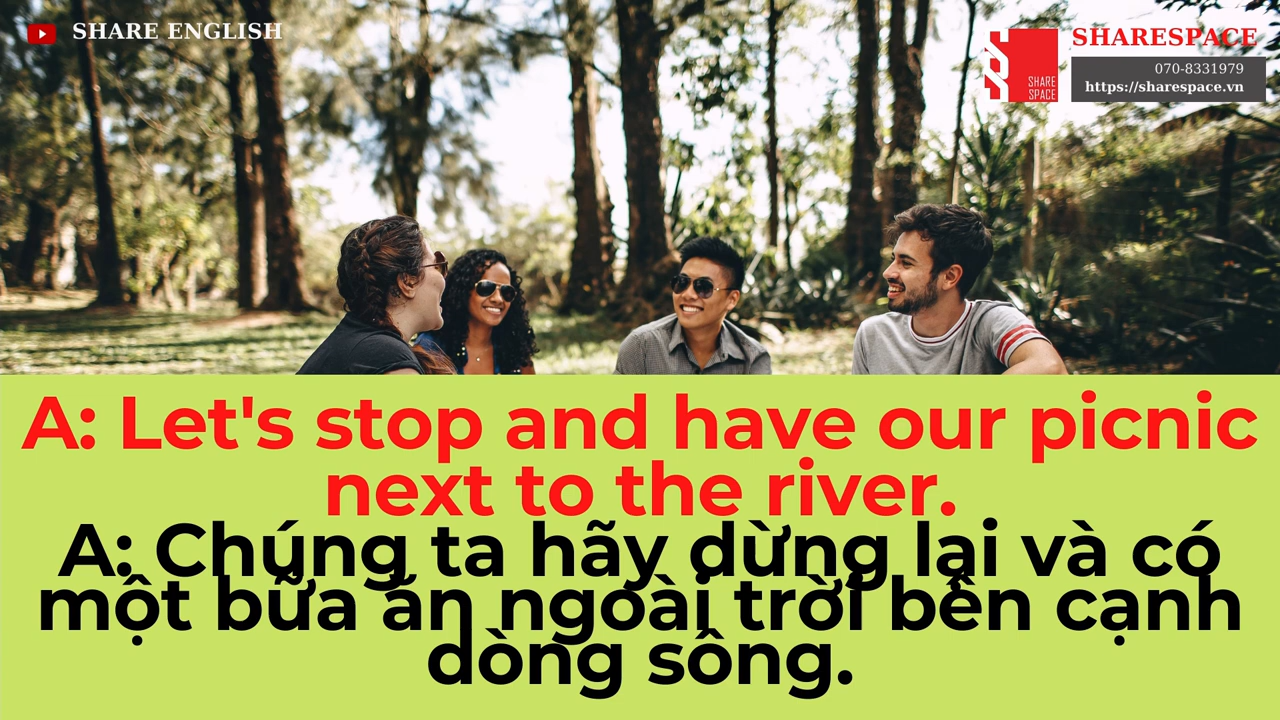 SHARE ENGLISH
SHARESPACE
070-8331979
https://sharespace.vn
SHARE
SPACE
A: Let's stop and have our picnic
next to the river.
A: Chúng ta hãy dừng lại và có
một bữa ăn ngoài trời bên cạnh
dòng sông.